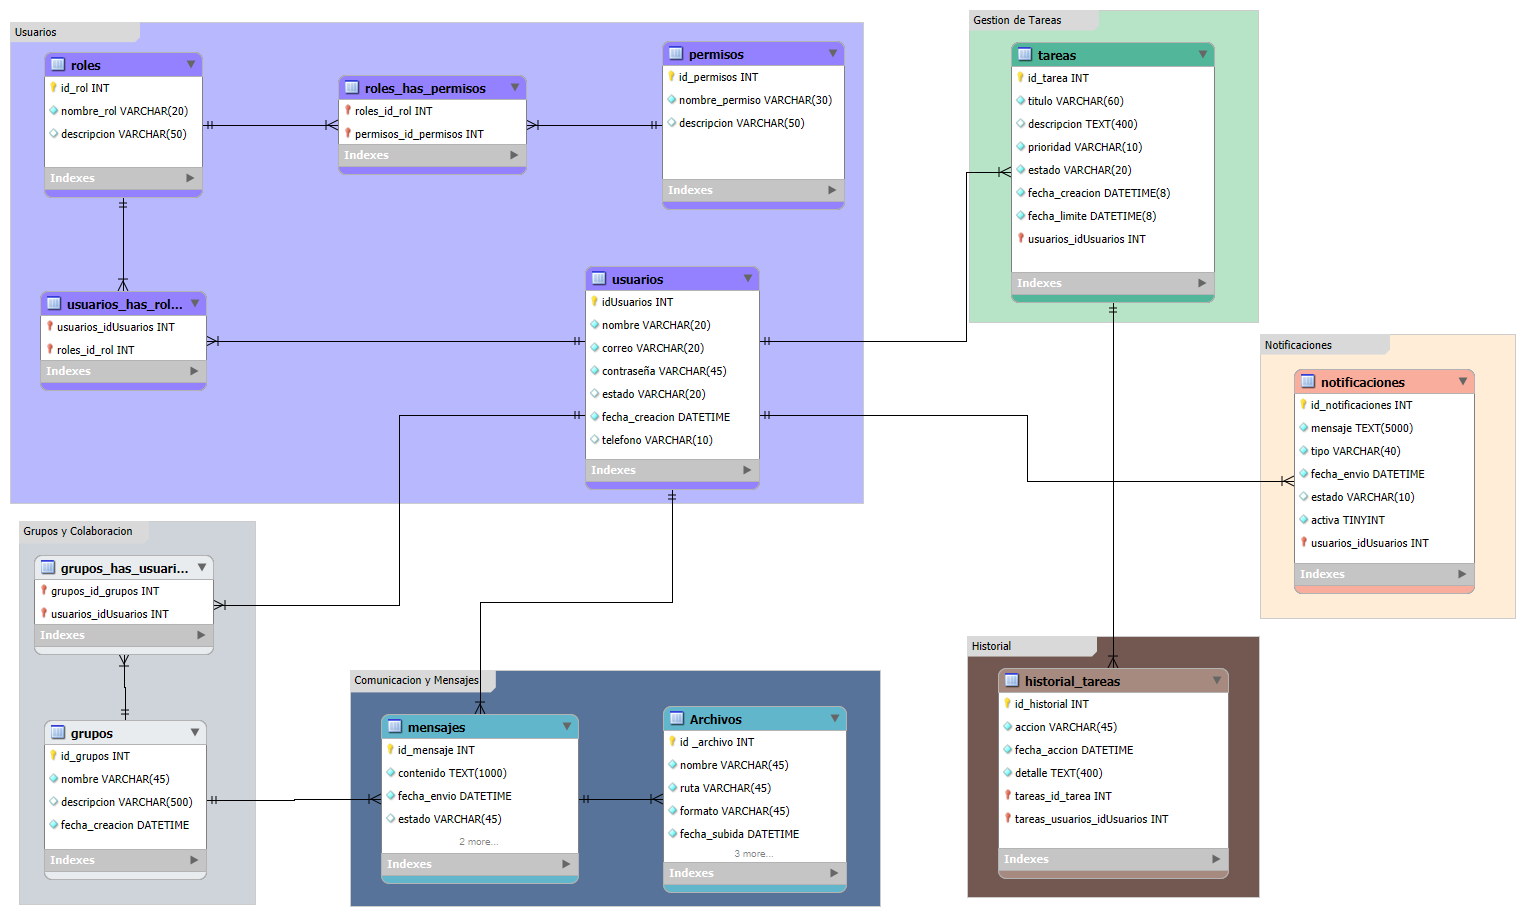 Usuarios
roles
id_rol INT
nombre_rol VARCHAR(20)
descripcion VARCHAR(50)
Indexes
roles_has_permisos
roles_id_rol INT
permisos_id_permisos INT
Indexes
permisos
id_permisos INT
nombre_permiso VARCHAR(30)
descripcion VARCHAR(50)
Indexes
usuarios_has_rol...
usuarios_idUsuarios INT
roles_id_rol INT
Indexes
usuarios
idUsuarios INT
nombre VARCHAR(20)
correo VARCHAR(20)
contraseña VARCHAR(45)
estado VARCHAR(20)
fecha_creacion DATETIME
telefono VARCHAR(10)
Indexes
Gestion de Tareas
tareas
id_tarea INT
titulo VARCHAR(60)
descripcion TEXT(400)
prioridad VARCHAR(10)
estado VARCHAR(20)
fecha_creacion DATETIME(8)
fecha_limite DATETIME(8)
usuarios_idUsuarios INT
Indexes
Notificaciones
notificaciones
id_notificaciones INT
mensaje TEXT(5000)
tipo VARCHAR(40)
fecha_envio DATETIME
estado VARCHAR(10)
activa TINYINT
usuarios_idUsuarios INT
Indexes
Grupos y Colaboracion
grupos_has_usuari...
grupos_id_grupos INT
usuarios_idUsuarios INT
Indexes
grupos
id_grupos INT
nombre VARCHAR(45)
descripcion VARCHAR(500)
fecha_creacion DATETIME
Indexes
Comunicacion y Mensajes
mensajes
id_mensaje INT
contenido TEXT(1000)
fecha_envio DATETIME
estado VARCHAR(45)
2 more...
Indexes
Archivos
id _archivo INT
nombre VARCHAR(45)
ruta VARCHAR(45)
formato VARCHAR(45)
fecha_subida DATETIME
3 more...
Indexes
Historial
historial_tareas
id_historial INT
accion VARCHAR(45)
fecha_accion DATETIME
detalle TEXT(400)
tareas_id_tarea INT
tareas_usuarios_idUsuarios INT
Indexes